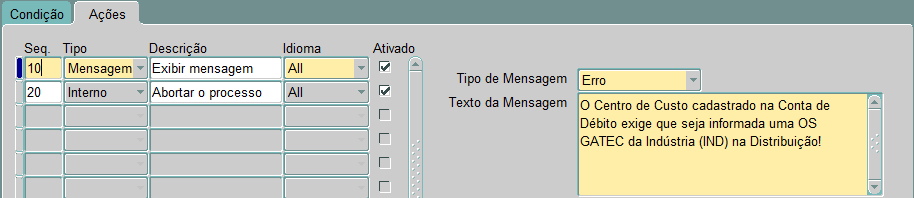 Condição Ações
Seq. Tipo Descrição Idioma Ativado
10 Mensagem Exibir mensagem All
20 Interno Abortar o processo All
Tipo de Mensagem Erro
Texto da Mensagem O Centro de Custo cadastrado na Conta de
Débito exige que seja informada uma OS
GATEC da Indústria (IND) na Distribuição!